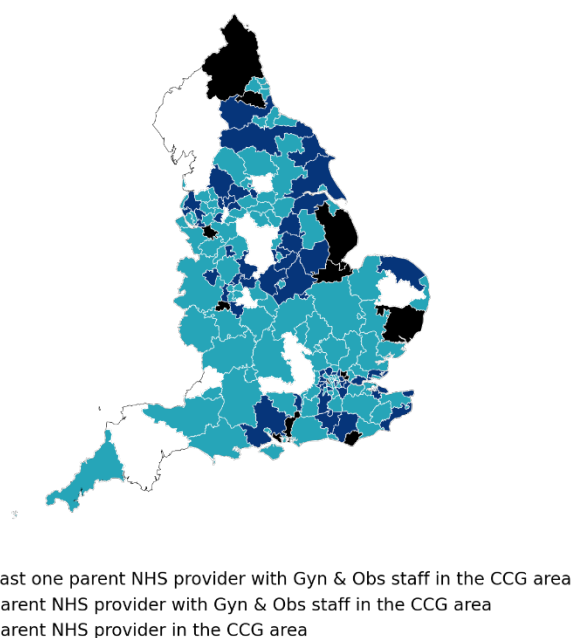 ast one parent NHS provider with Gyn & Obs staff in the CCG area
arent NHS provider with Gyn & Obs staff in the CCG area
arent NHS provider in the CCG area